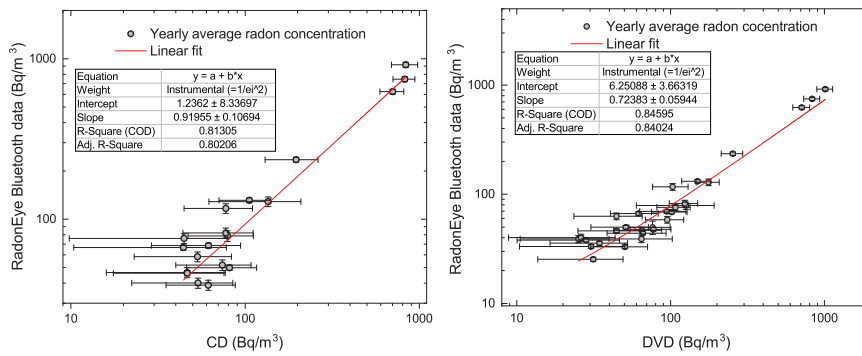 Yearly average radon cocentration
Linear fit
Equation y = a + b*x
Weight Instrumental (=1/ei^2)
Intercept 1.2362 ± 8.33697
Slope 0.91955 ± 0.10694
R-Square (COD) 0.81305
Adj. R-Square 0.80206
1000
100
10
100
1000
CD (Bq/m³)
RadonEye Bluetooth data (Bq/m³)
Yearly average radon concentration
Linear fit
Equation y = a + b*x
Weight Instrumental (=1/ei^2)
Intercept 6.25088 ± 3.66319
Slope 0.72383 ± 0.05944
R-Square (COD) 0.84595
Adj. R-Square 0.84024
1000
100
10
10
100
1000
DVD (Bq/m³)
RadonEye Bluetooth data (Bq/m³)